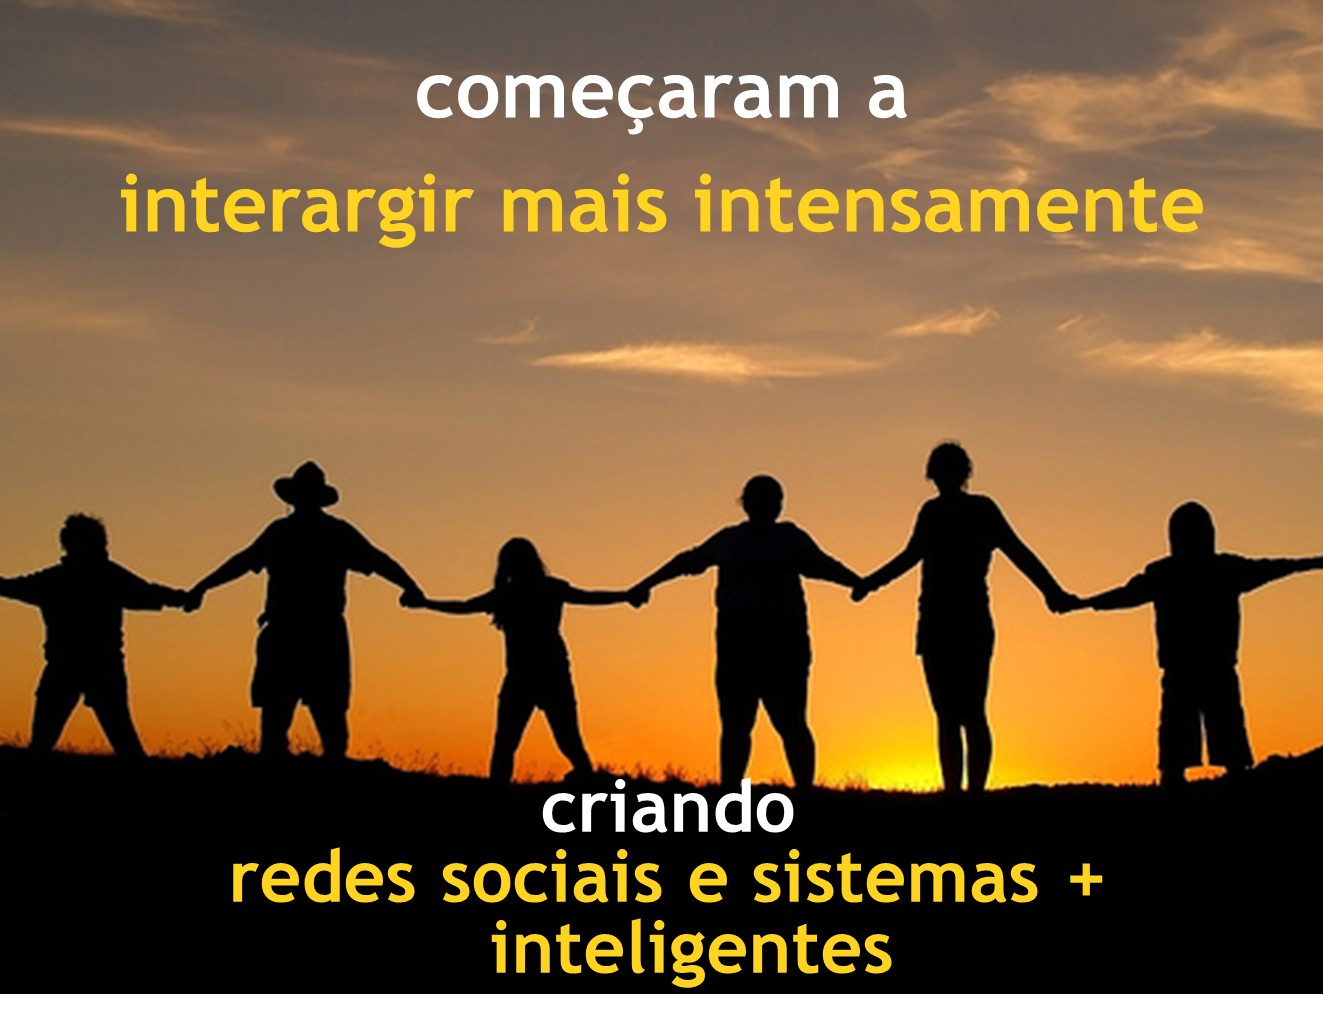 começaram a
interargir mais intensamente
criando
redes sociais e sistemas +
inteligentes